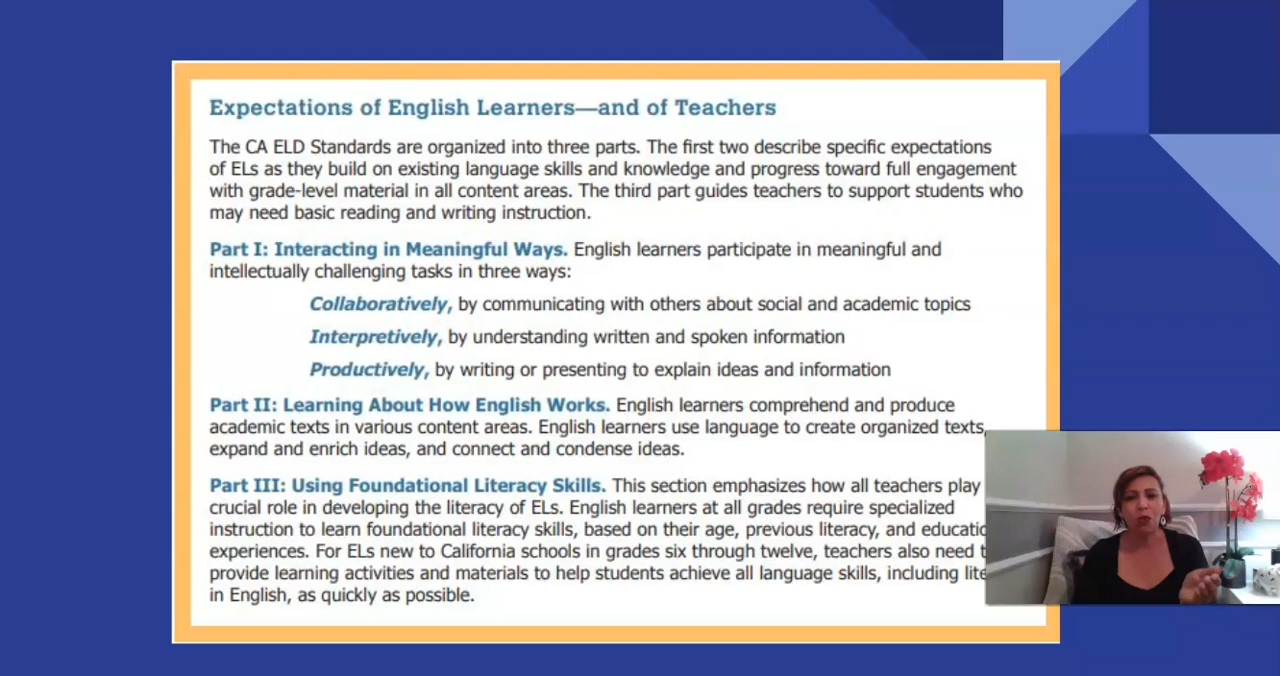 Expectations of English Learners—and of Teachers
The CA ELD Standards are organized into three parts. The first two describe specific expectations
of ELs as they build on existing language skills and knowledge and progress toward full engagement
with grade-level material in all content areas. The third part guides teachers to support students who
may need basic reading and writing instruction.
Part I: Interacting in Meaningful Ways. English learners participate in meaningful and
intellectually challenging tasks in three ways:
Collaboratively, by communicating with others about social and academic topics
Interpretively, by understanding written and spoken information
Productively, by writing or presenting to explain ideas and information
Part II: Learning About How English Works. English learners comprehend and produce
academic texts in various content areas. English learners use language to create organized texts,
expand and enrich ideas, and connect and condense ideas.
Part III: Using Foundational Literacy Skills. This section emphasizes how all teachers play
crucial role in developing the literacy of ELs. English learners at all grades require specialized
instruction to learn foundational literacy skills, based on their age, previous literacy, and
experiences. For ELs new to California schools in grades six through twelve, teachers also need
provide learning activities and materials to help students achieve all language skills, including
in English, as quickly as possible.